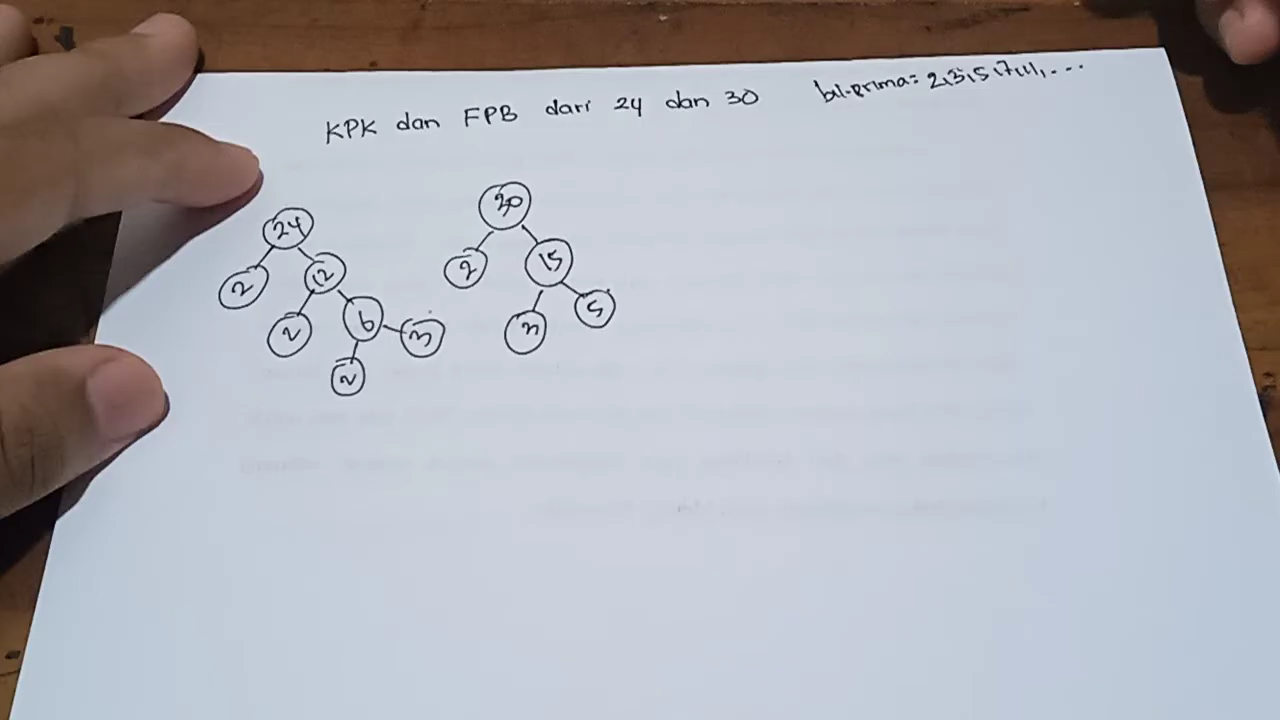 KPK dan FPB dari 24 dan 30
bil.prima: 2,3,5,7,11,...
24
2 12
2 6 3
2
30
2 15
3 5